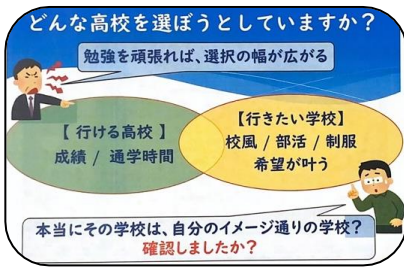 どんな高校を選ぼうとしていますか？
勉強を頑張れば、選択の幅が広がる
【 行ける高校 】
成績 / 通学時間
【行きたい学校】
校風 / 部活 / 制服
希望が叶う
本当にその学校は、自分のイメージ通りの学校？
確認しましたか？